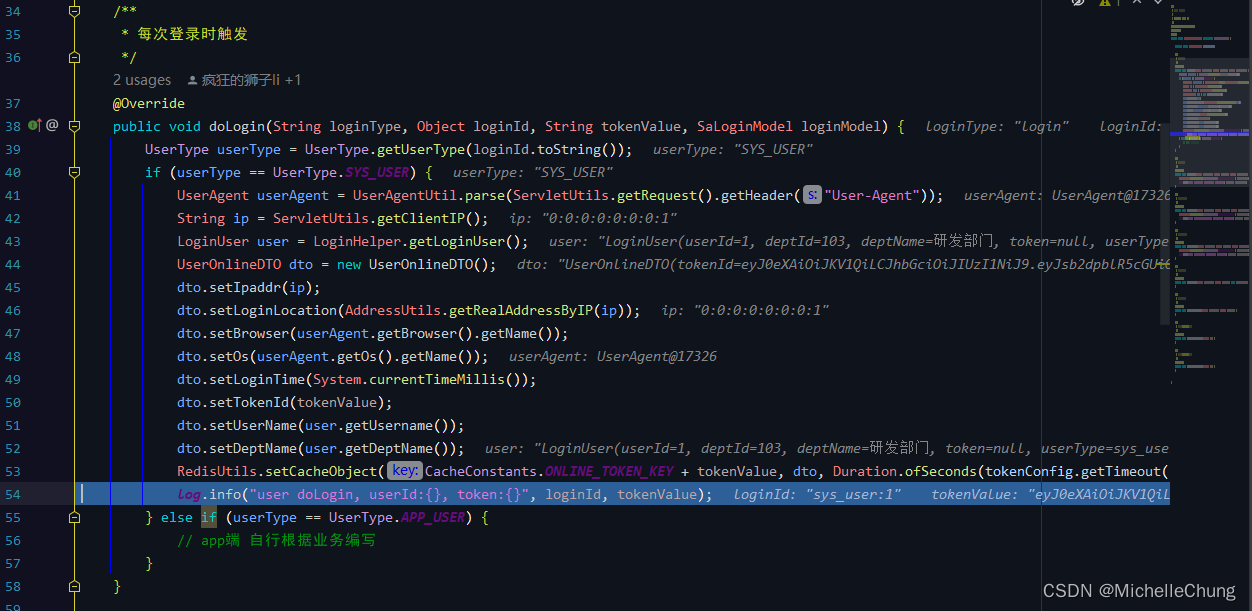 34 /**
35 * 每次登录时触发
36 */
2 usages 疯狂的狮子li +1
37 @Override
38 public void doLogin(String loginType, Object loginId, String tokenValue, SaLoginModel loginModel) { loginType: "login" loginId:
39 UserType userType = UserType.getUserType(loginId.toString()); userType: "SYS_USER"
40 if (userType == UserType.SYS_USER) { userType: "SYS_USER"
41 UserAgent userAgent = UserAgentUtil.parse(ServletUtils.getRequest().getHeader( s: "User-Agent")); userAgent: UserAgent@17326
42 String ip = ServletUtils.getClientIP(); ip: "0:0:0:0:0:0:0:1"
43 LoginUser user = LoginHelper.getLoginUser(); user: "LoginUser(userId=1, deptId=103, deptName=研发部门, token=null, userType
44 UserOnlineDTO dto = new UserOnlineDTO(); dto: "UserOnlineDTO(tokenId=eyJ0eXAiOiJKV1QiLCJhbGciOiJIUzI1NiJ9.eyJsb2dpblR5cGUi
45 dto.setIpaddr(ip);
46 dto.setLoginLocation(AddressUtils.getRealAddressByIP(ip)); ip: "0:0:0:0:0:0:0:1"
47 dto.setBrowser(userAgent.getBrowser().getName());
48 dto.setOs(userAgent.getOs().getName()); userAgent: UserAgent@17326
49 dto.setLoginTime(System.currentTimeMillis());
50 dto.setTokenId(tokenValue);
51 dto.setUserName(user.getUsername());
52 dto.setDeptName(user.getDeptName()); user: "LoginUser(userId=1, deptId=103, deptName=研发部门, token=null, userType=sys_use
53 RedisUtils.setCacheObject( key: CacheConstants.ONLINE_TOKEN_KEY + tokenValue, dto, Duration.ofSeconds(tokenConfig.getTimeout(
54 log.info("user doLogin, userId:{}, token:{}", loginId, tokenValue); loginId: "sys_user:1" tokenValue: "eyJ0eXAiOiJKV1QiL
55 } else if (userType == UserType.APP_USER) {
56 // app端 自行根据业务编写
57 }
58 }
59
CSDN @MichelleChung